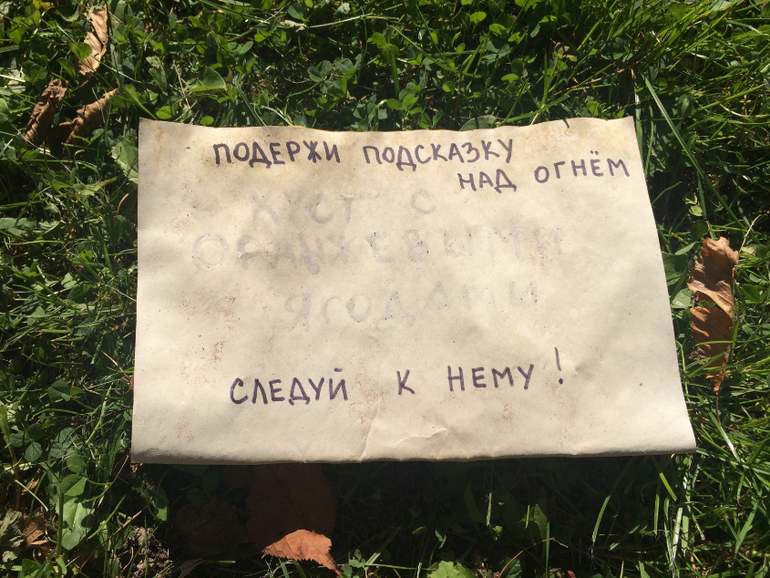 ПОДЕРЖИ ПОДСКАЗКУ
НАД ОГНЁМ
КУСТ С
ОРАНЖЕВЫМИ
ЯГОДАМИ
СЛЕДУЙ К НЕМУ!